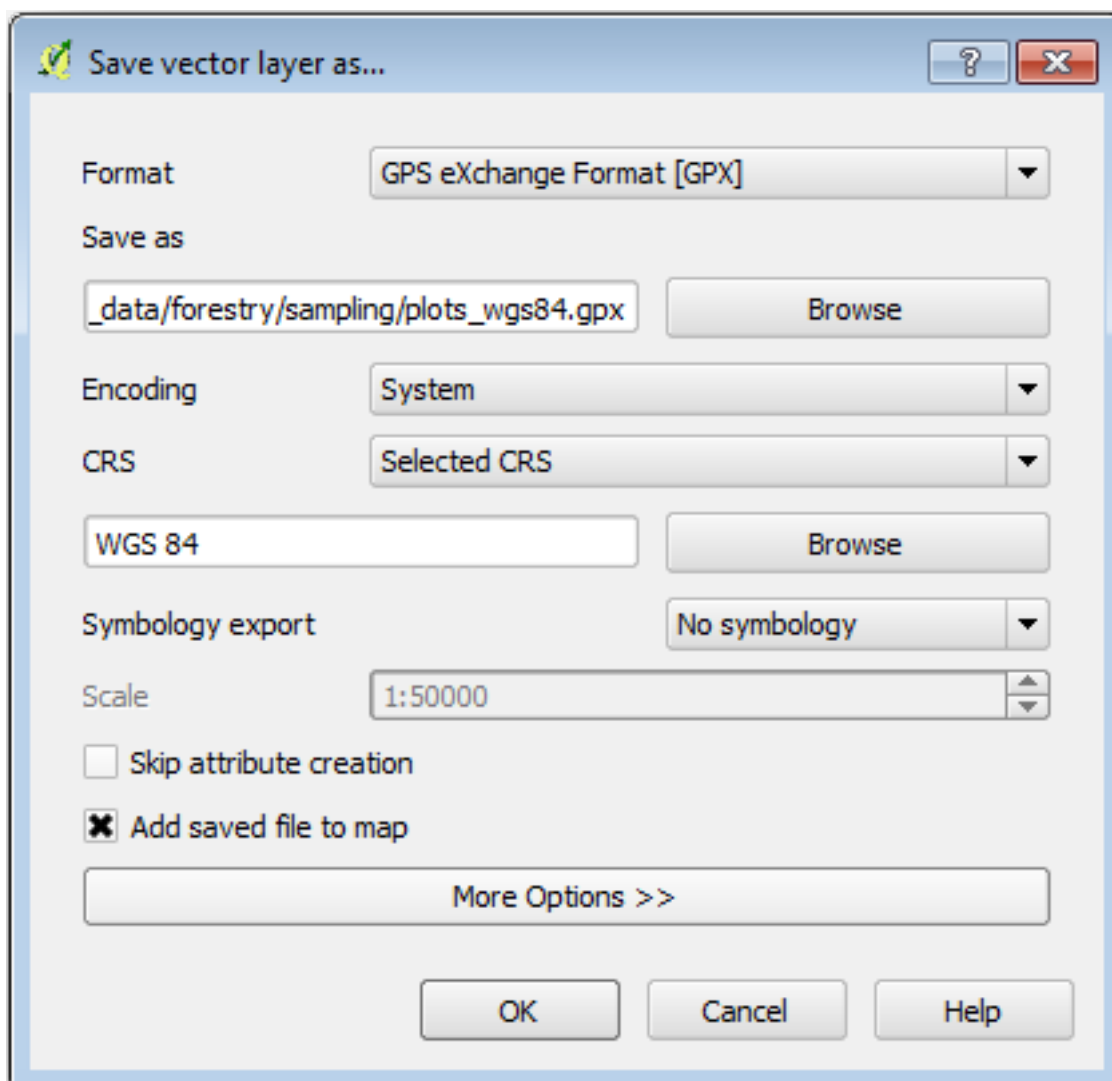 Save vector layer as...
Format GPS eXchange Format [GPX]
Save as
_data/forestry/sampling/plots_wgs84.gpx Browse
Encoding System
CRS Selected CRS
WGS 84 Browse
Symbology export No symbology
Scale 1:50000
Skip attribute creation
Add saved file to map
More Options >>
OK Cancel Help